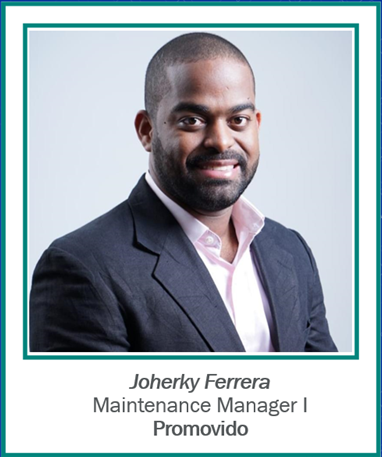 Joherky Ferrera
Maintenance Manager I
Promovido